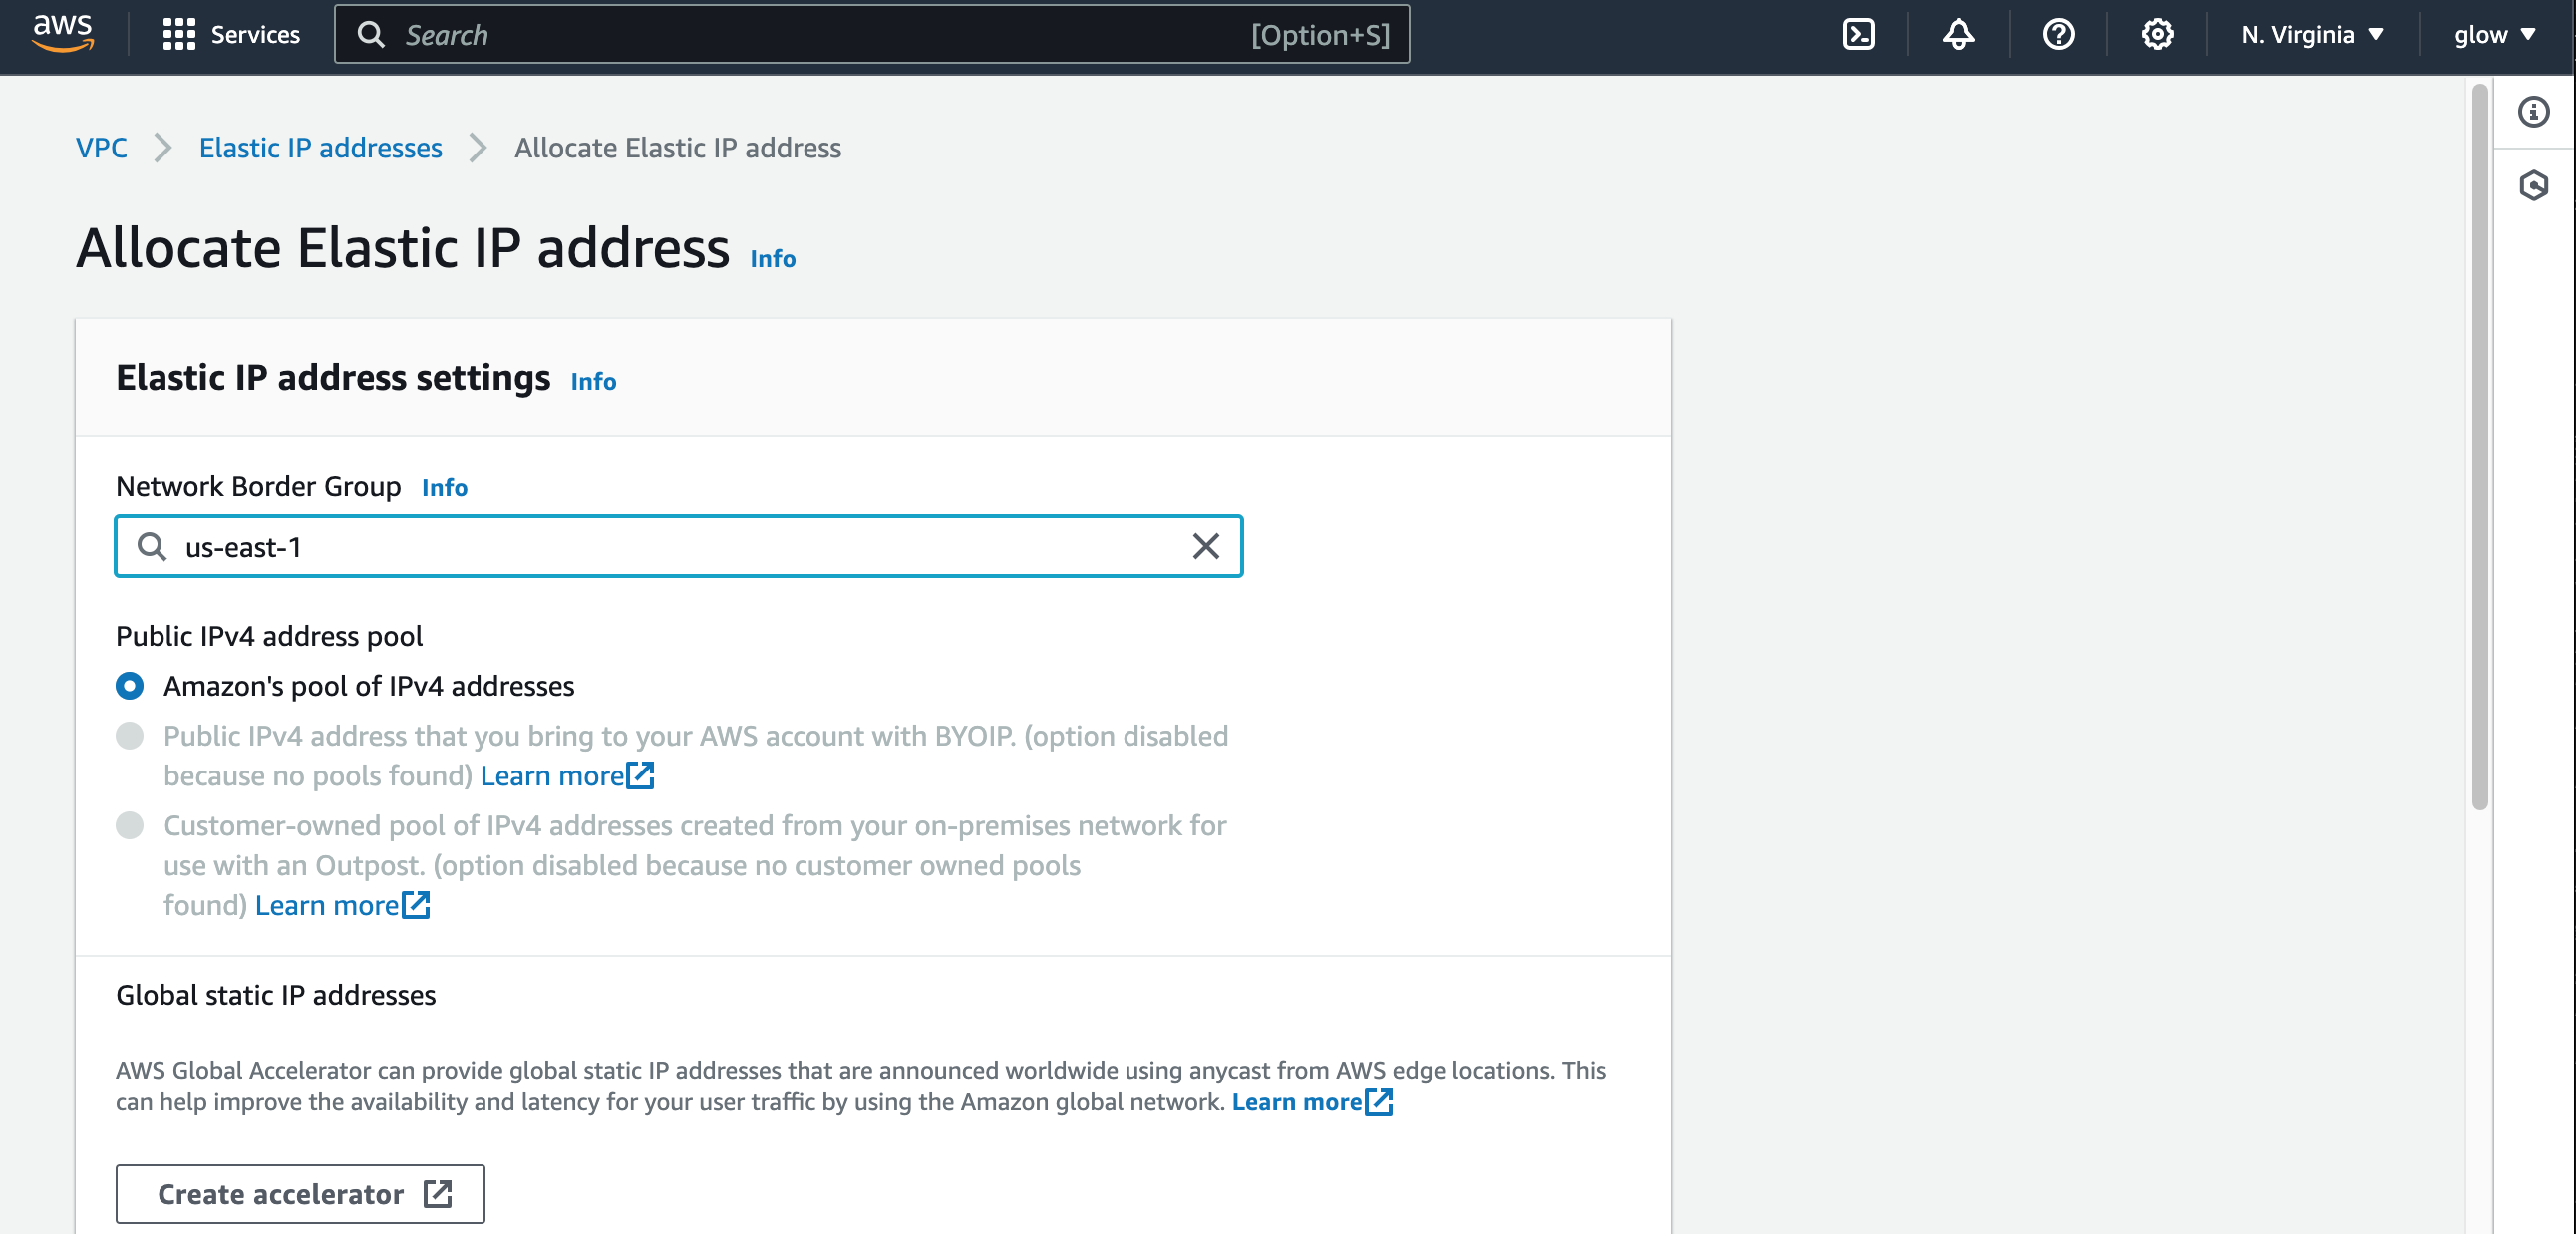 aws
Services
Search
[Option+S]
N. Virginia
glow
VPC
Elastic IP addresses
Allocate Elastic IP address
Allocate Elastic IP address Info
Elastic IP address settings Info
Network Border Group Info
us-east-1
Public IPv4 address pool
Amazon's pool of IPv4 addresses
Public IPv4 address that you bring to your AWS account with BYOIP. (option disabled
because no pools found) Learn more
Customer-owned pool of IPv4 addresses created from your on-premises network for
use with an Outpost. (option disabled because no customer owned pools
found) Learn more
Global static IP addresses
AWS Global Accelerator can provide global static IP addresses that are announced worldwide using anycast from AWS edge locations. This
can help improve the availability and latency for your user traffic by using the Amazon global network. Learn more
Create accelerator